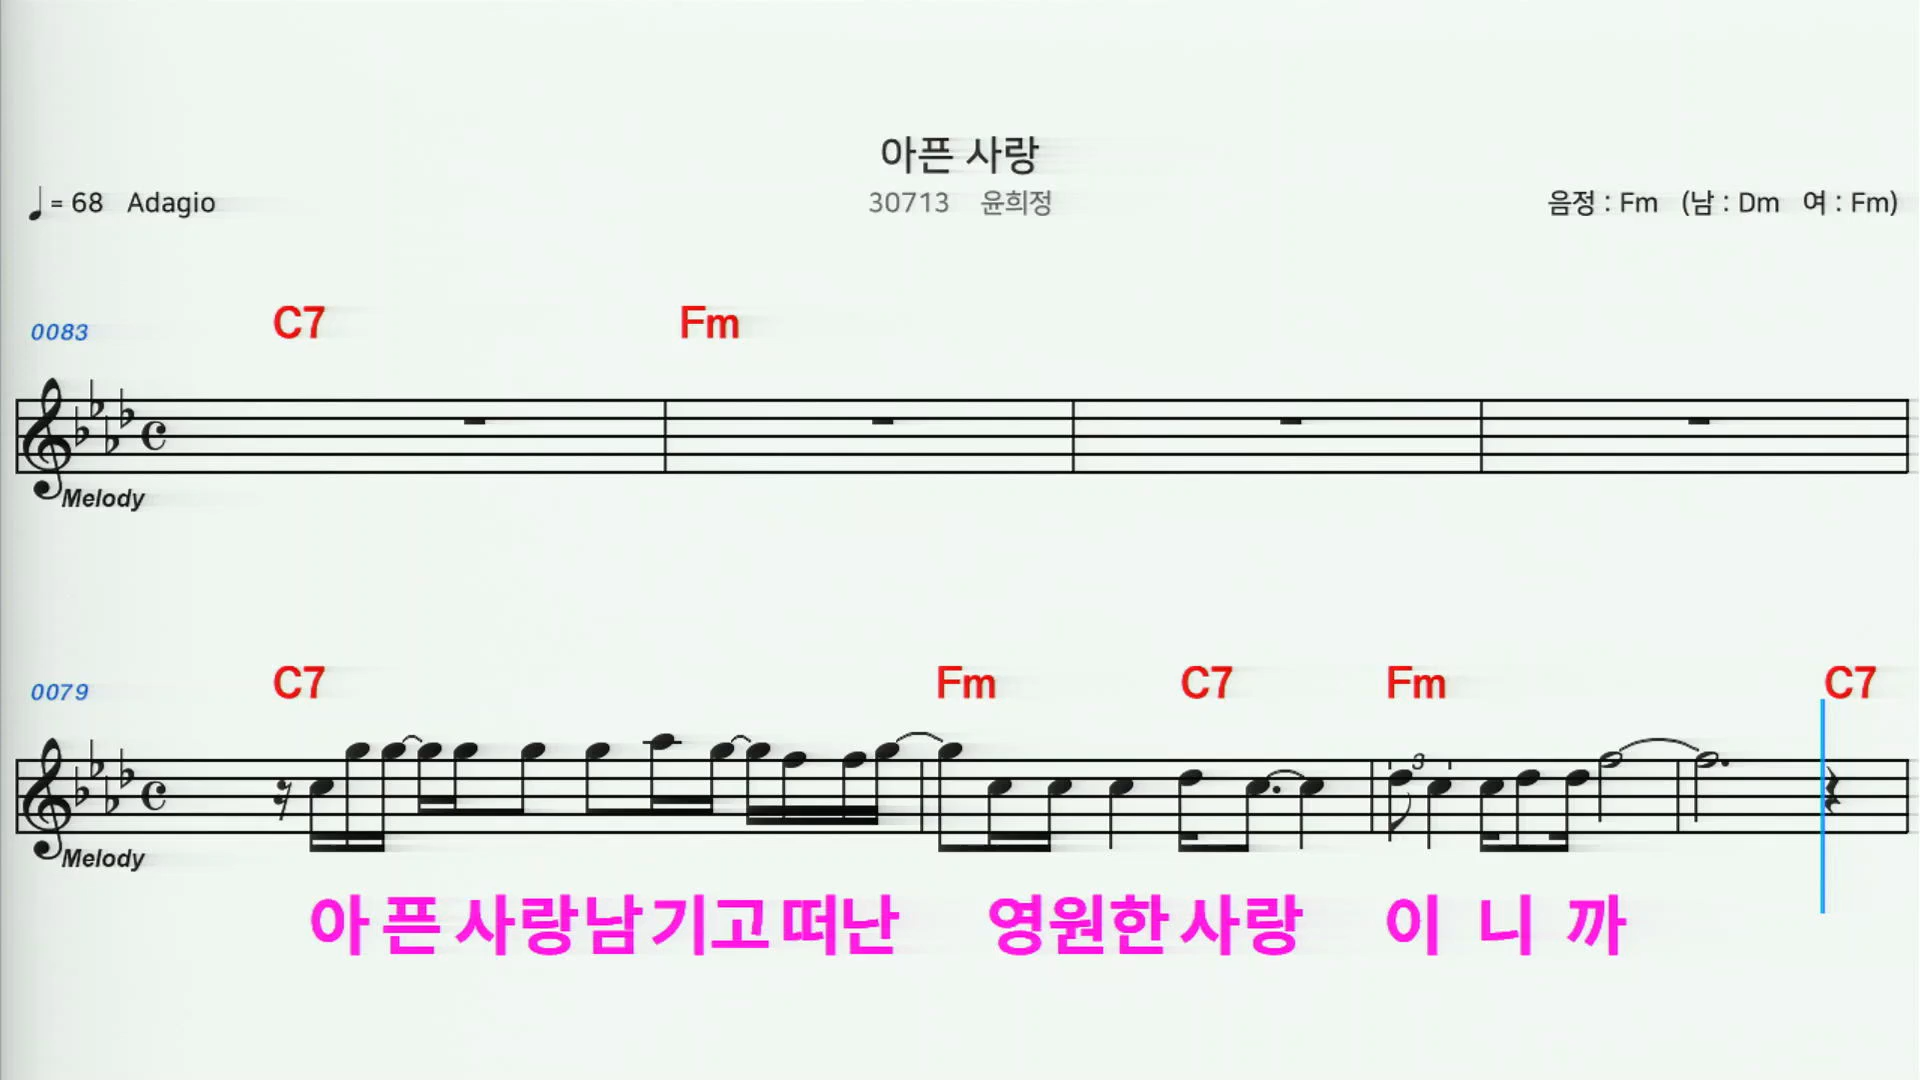 아픈 사랑
= 68 Adagio
30713 윤희정
음정 : Fm (남 : Dm 여 : Fm)
0083
C7 Fm
Melody
0079
C7 Fm C7 Fm C7
3
Melody
아 픈 사랑남기고떠난 영원한사랑 이 니 까